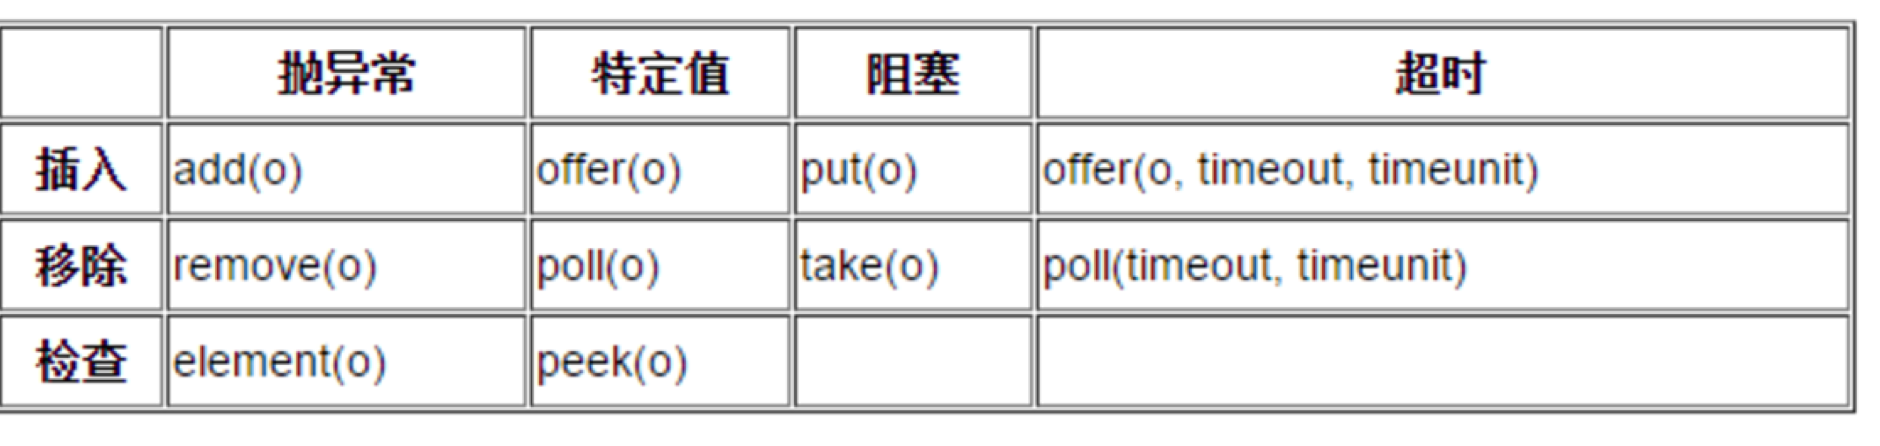 抛异常 特定值 阻塞 超时
插入 add(o) offer(o) put(o) offer(o, timeout, timeunit)
移除 remove(o) poll(o) take(o) poll(timeout, timeunit)
检查 element(o) peek(o)